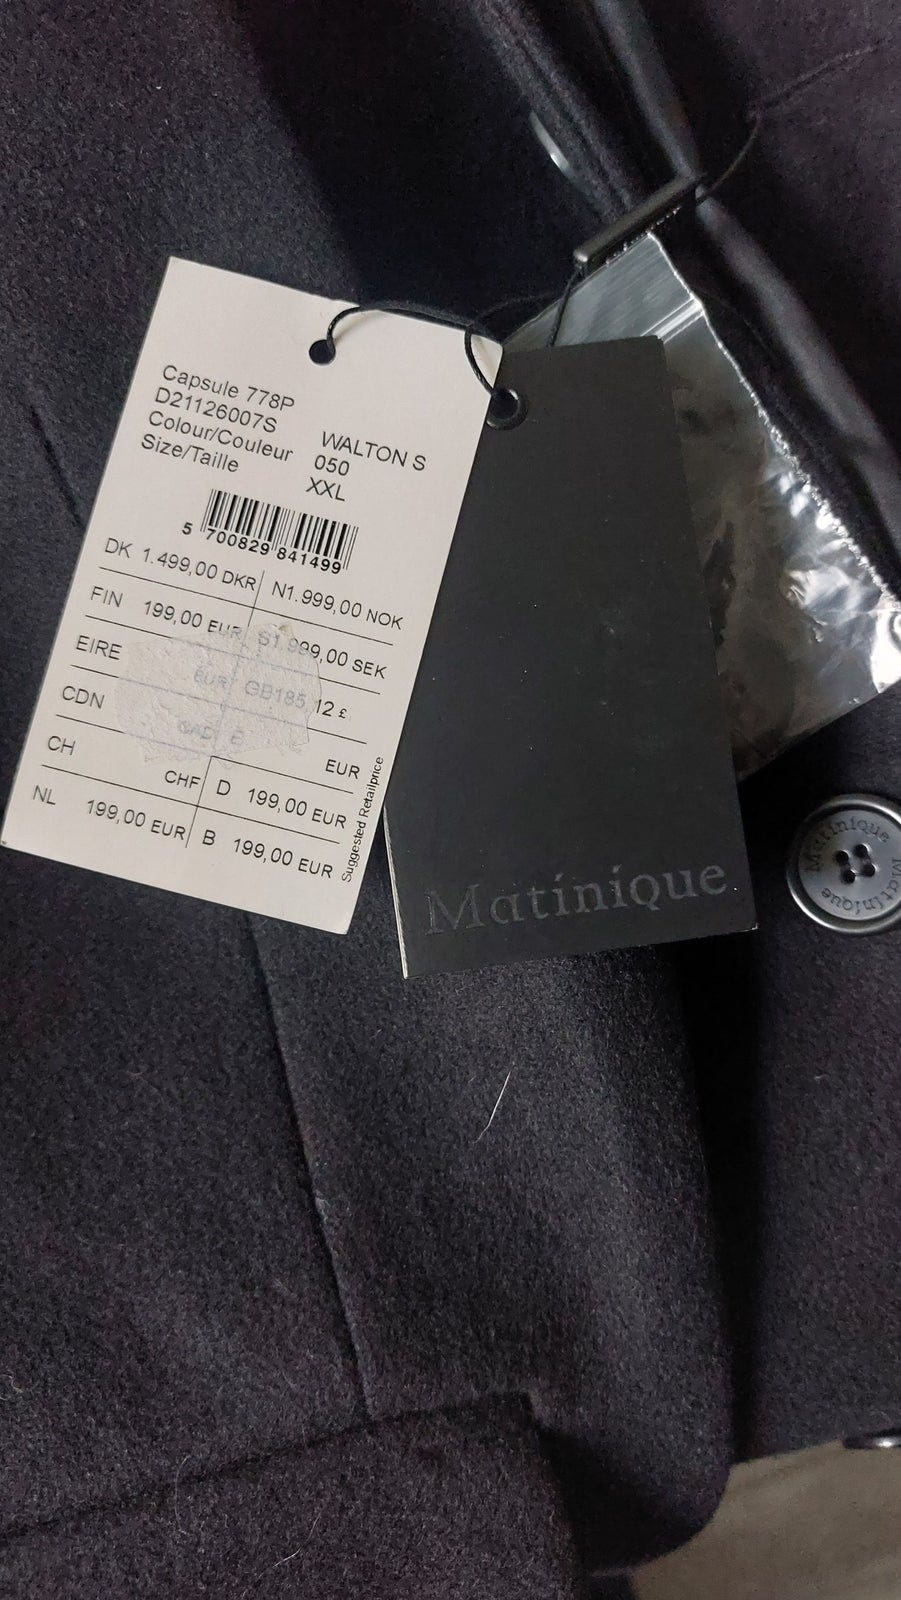 Capsule 778P
D21126007S WALTON S
Colour/Couleur 050
Size/Taille XXL
5 700829 841499
DK 1.499,00 DKR N1.999,00 NOK
FIN 199,00 EUR S1.999,00 SEK
EIRE EUR GB185,12 £
CDN CAD E EUR
CH CHF D 199,00 EUR
NL 199,00 EUR B 199,00 EUR
Suggested Retailprice
Matinique
Matinique Matinique